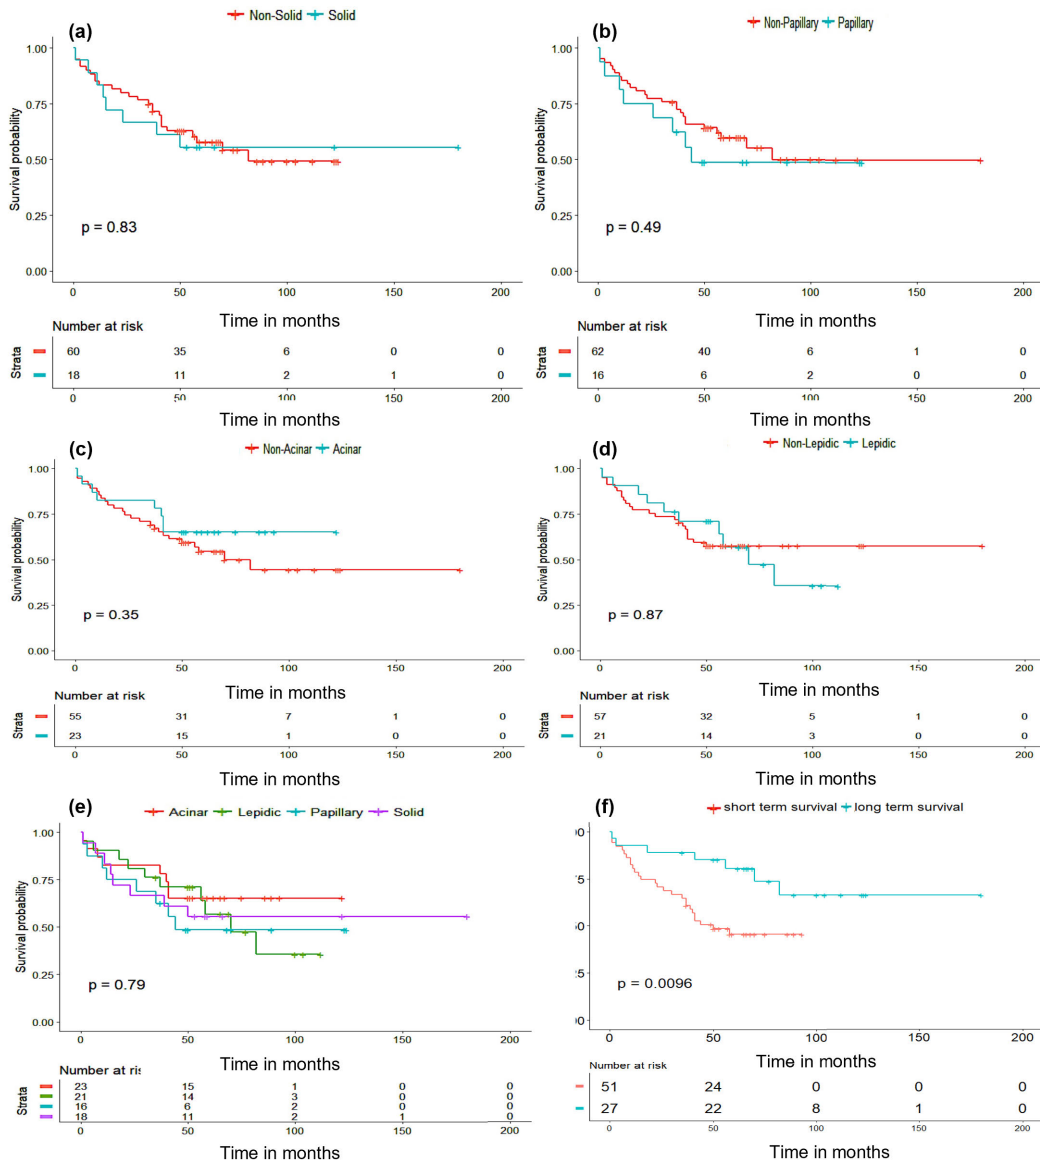 (a)
Non-Solid Solid
Survival probability
1.00
0.75
0.50
0.25
0.00
p = 0.83
0 50 100 150 200
Time in months
Number at risk
Strata
60 35 6 0 0
18 11 2 1 0
0 50 100 150 200
Time in months
(b)
Non-Papillary Papillary
Survival probability
1.00
0.75
0.50
0.25
0.00
p = 0.49
0 50 100 150 200
Time in months
Number at risk
Strata
62 40 6 1 0
16 6 2 0 0
0 50 100 150 200
Time in months
(c)
Non-Acinar Acinar
Survival probability
1.00
0.75
0.50
0.25
0.00
p = 0.35
0 50 100 150 200
Time in months
Number at risk
Strata
55 31 7 1 0
23 15 1 0 0
0 50 100 150 200
Time in months
(d)
Non-Lepidic Lepidic
Survival probability
1.00
0.75
0.50
0.25
0.00
p = 0.87
0 50 100 150 200
Time in months
Number at risk
Strata
57 32 5 1 0
21 14 3 0 0
0 50 100 150 200
Time in months
(e)
Acinar Lepidic Papillary Solid
Survival probability
1.00
0.75
0.50
0.25
0.00
p = 0.79
0 50 100 150 200
Time in months
Number at ris
Strata
23 15 1 0 0
21 14 3 0 0
16 6 2 0 0
18 11 2 1 0
0 50 100 150 200
Time in months
(f)
short term survival long term survival
p = 0.0096
0 50 100 150 200
Time in months
Number at risk
51 24 0 0 0
27 22 8 1 0
0 50 100 150 200
Time in months